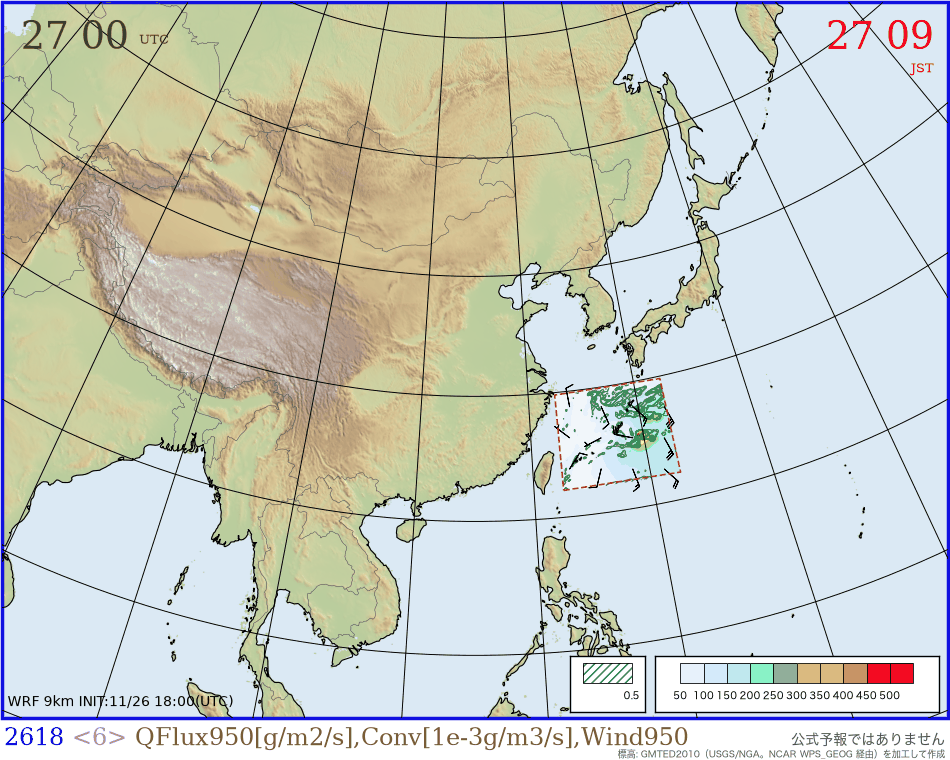 27 00 UTC
27 09
JST
0.5
50 100 150 200 250 300 350 400 450 500
WRF 9km INIT:11/26 18:00(UTC)
2618 <6> QFlux950[g/m2/s],Conv[1e-3g/m3/s],Wind950
公式予報ではありません
標高: GMTED2010（USGS/NGA。NCAR WPS_GEOG 経由）を加工して作成